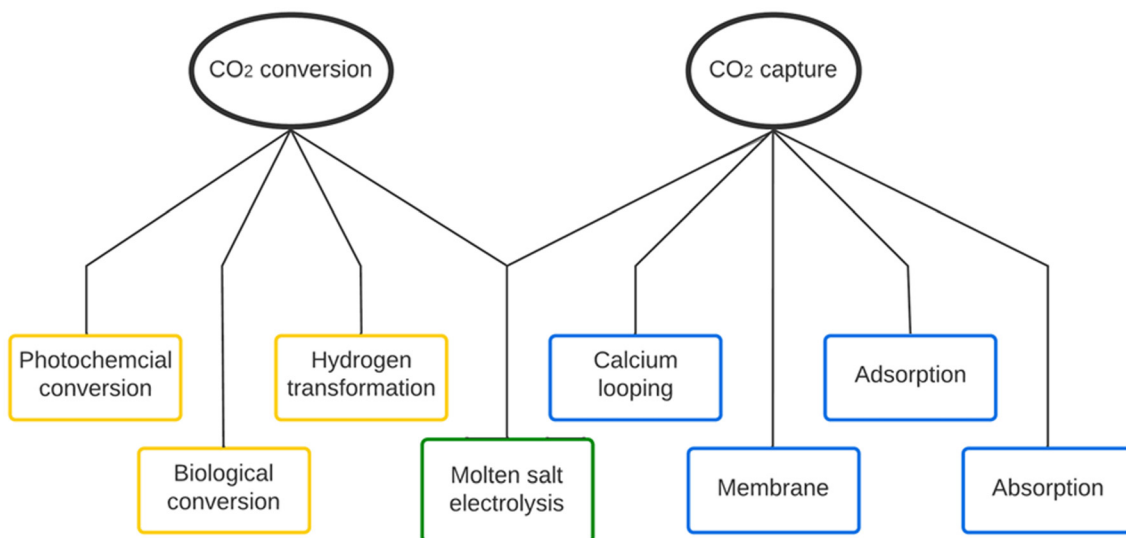 CO2 conversion
CO2 capture
Photochemcial
conversion
Hydrogen
transformation
Calcium
looping
Adsorption
Biological
conversion
Molten salt
electrolysis
Membrane
Absorption